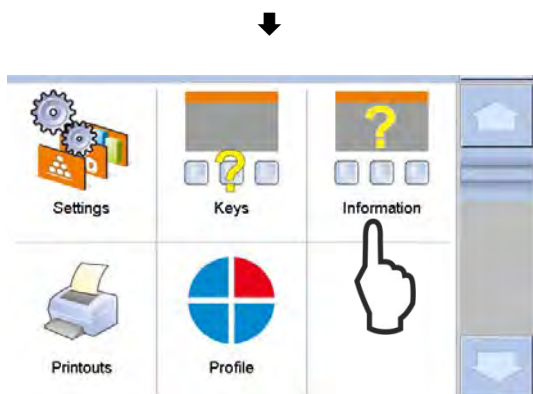 Settings
Keys
Information
Printouts
Profile